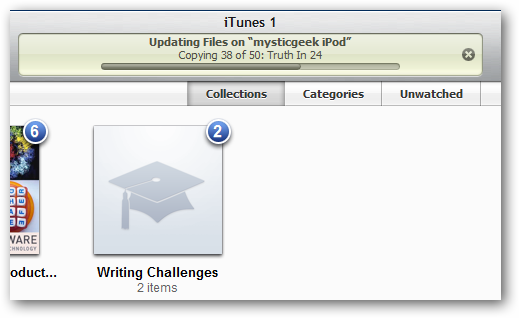 iTunes 1
Updating Files on “mysticgeek iPod”
Copying 38 of 50: Truth In 24
Collections Categories Unwatched
6
2
WARE
TECHNOLOGY
oduct... Writing Challenges
2 items